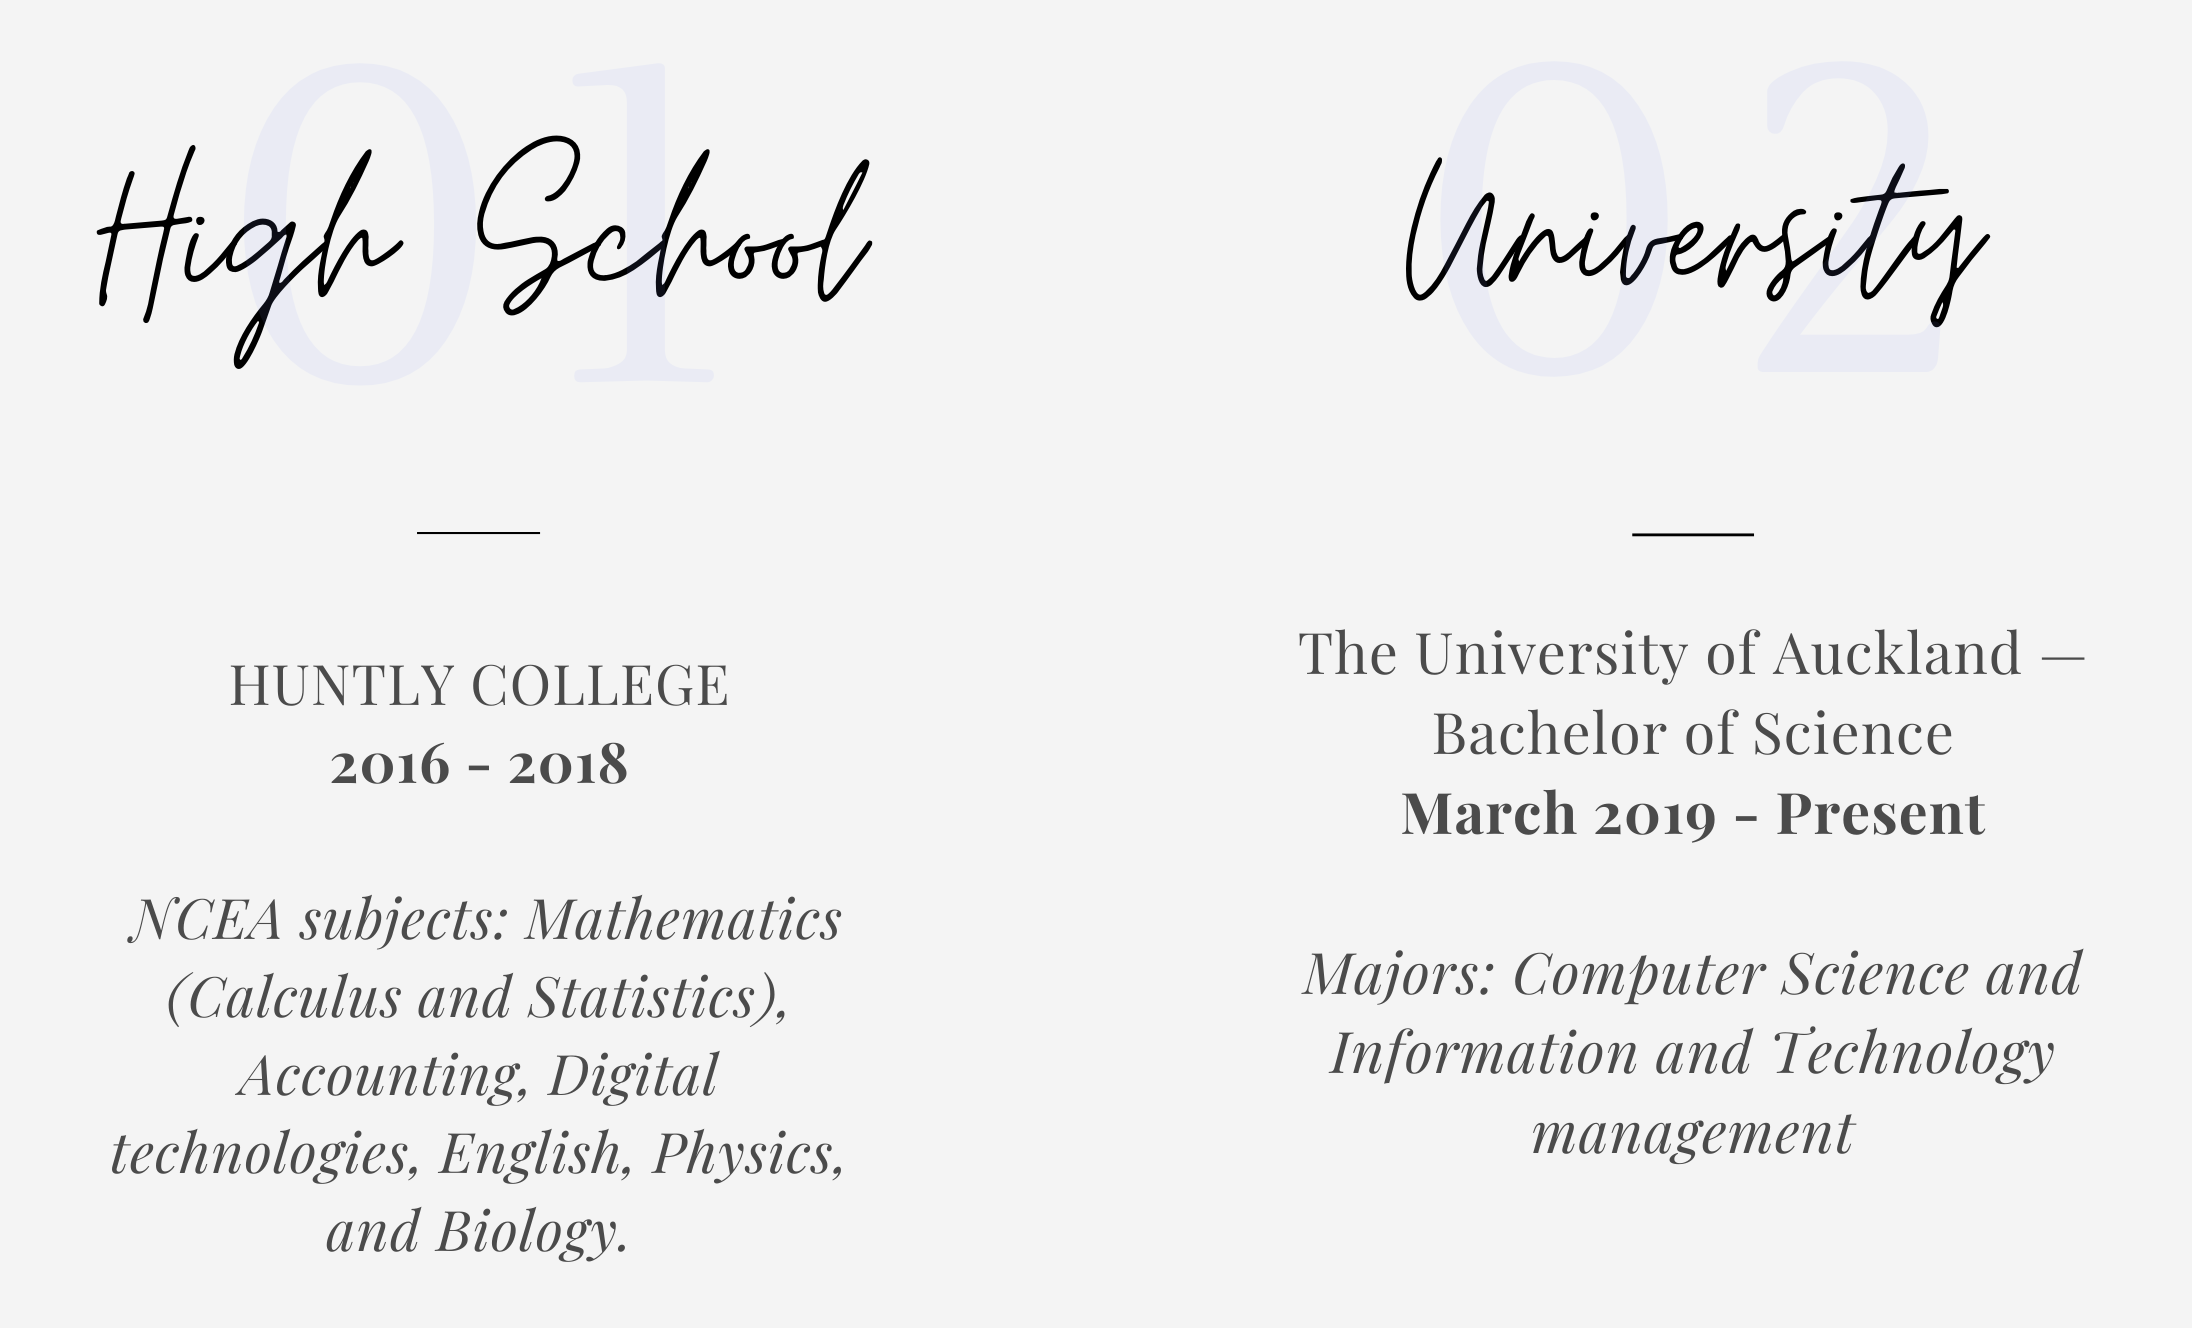 01
High School
HUNTLY COLLEGE
2016 - 2018
NCEA subjects: Mathematics
(Calculus and Statistics),
Accounting, Digital
technologies, English, Physics,
and Biology.
02
University
The University of Auckland —
Bachelor of Science
March 2019 - Present
Majors: Computer Science and
Information and Technology
management